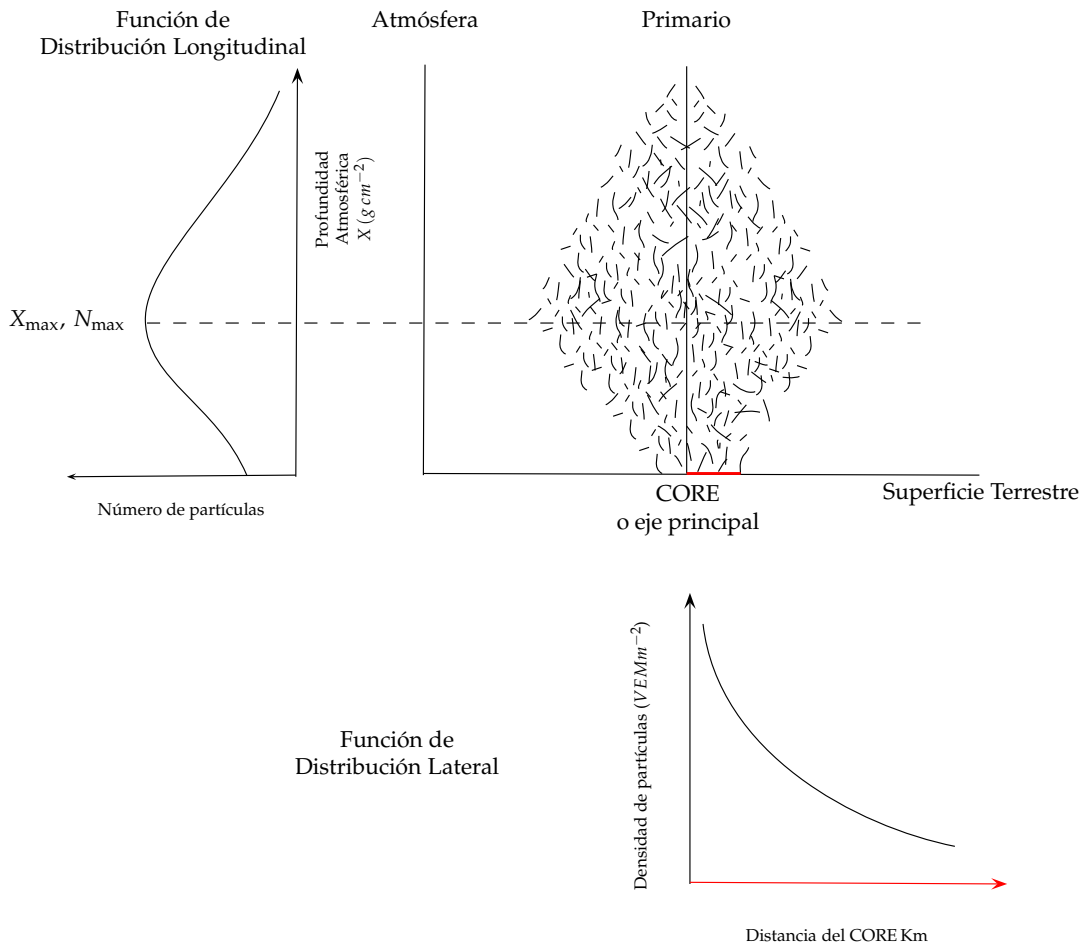 Función de
Distribución Longitudinal
Atmósfera
Primario
Profundidad
Atmosférica
X (g cm⁻²)
X_max, N_max
Número de partículas
CORE
o eje principal
Superficie Terrestre
Función de
Distribución Lateral
Densidad de partículas (VEMm⁻²)
Distancia del CORE Km